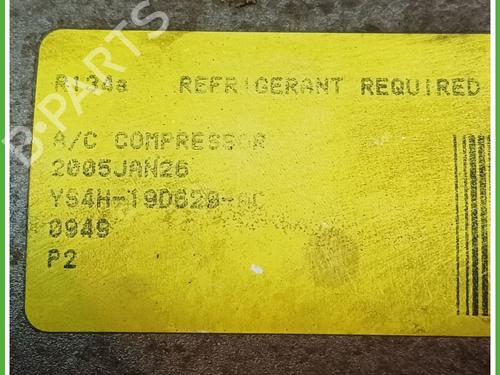 R134a REFRIGERANT REQUIRED
A/C COMPRESSOR
2005JAN26
YS4H-19D629-AC
0949
P2
B-PARTS